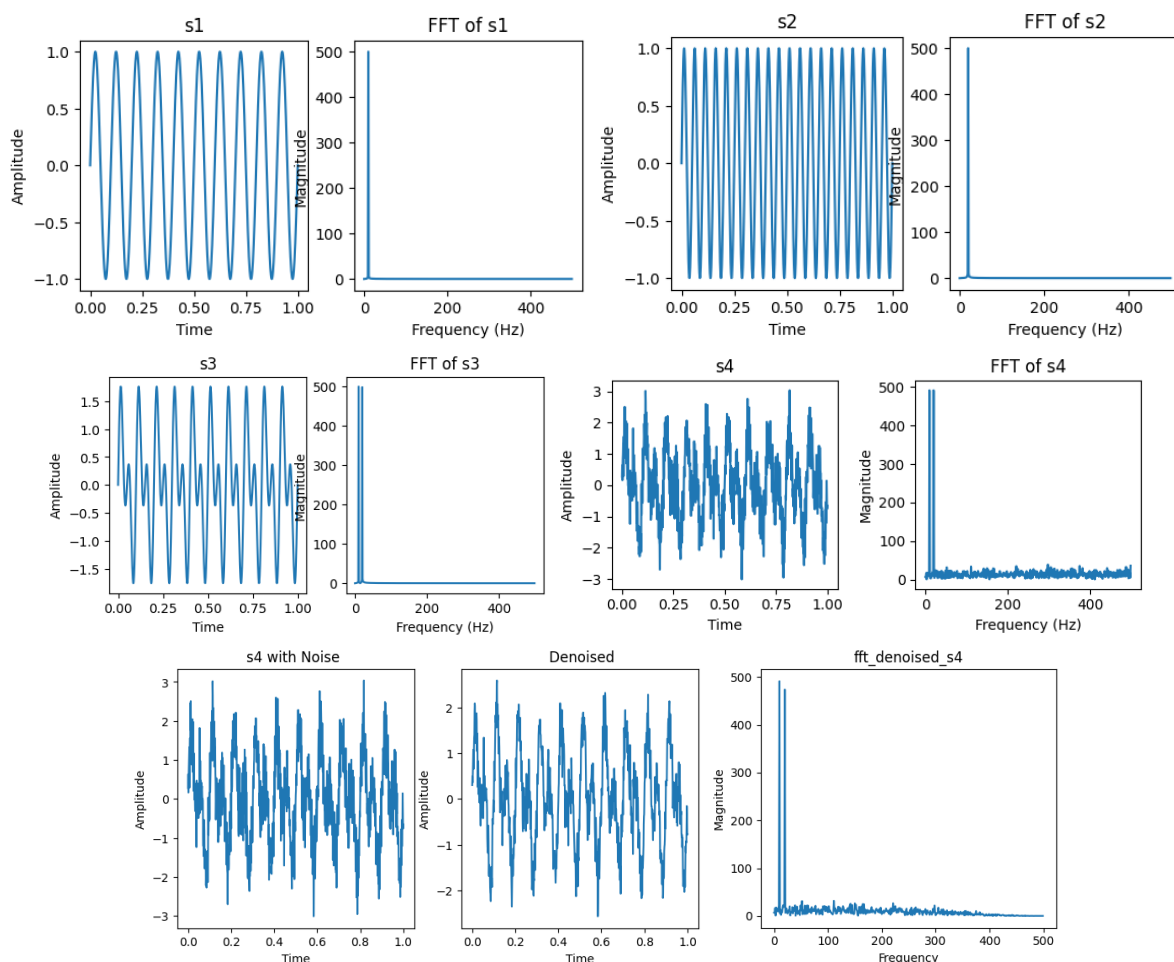 s1
FFT of s1
s2
FFT of s2
1.0
0.5
0.0
−0.5
−1.0
Amplitude
0.00 0.25 0.50 0.75 1.00
Time
500
400
300
200
100
0
Magnitude
0 200 400
Frequency (Hz)
1.0
0.5
0.0
−0.5
−1.0
Amplitude
0.00 0.25 0.50 0.75 1.00
Time
500
400
300
200
100
0
Magnitude
0 200 400
Frequency (Hz)
s3
FFT of s3
s4
FFT of s4
1.5
1.0
0.5
0.0
−0.5
−1.0
−1.5
Amplitude
0.00 0.25 0.50 0.75 1.00
Time
500
400
300
200
100
0
Magnitude
0 200 400
Frequency (Hz)
3
2
1
0
−1
−2
−3
Amplitude
0.00 0.25 0.50 0.75 1.00
Time
500
400
300
200
100
0
Magnitude
0 200 400
Frequency (Hz)
s4 with Noise
Denoised
fft_denoised_s4
3
2
1
0
−1
−2
−3
Amplitude
0.0 0.2 0.4 0.6 0.8 1.0
Time
2
1
0
−1
−2
Amplitude
0.0 0.2 0.4 0.6 0.8 1.0
Time
500
400
300
200
100
0
Magnitude
0 100 200 300 400 500
Frequency